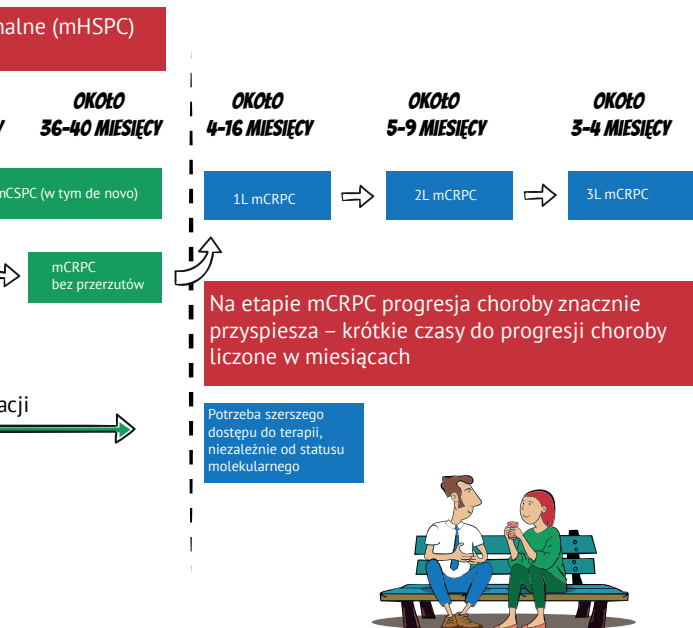 nalne (mHSPC)
OKOŁO
36-40 MIESIĘCY
OKOŁO
4-16 MIESIĘCY
OKOŁO
5-9 MIESIĘCY
OKOŁO
3-4 MIESIĘCY
mCSPC (w tym de novo)
1L mCRPC
2L mCRPC
3L mCRPC
mCRPC
bez przerzutów
Na etapie mCRPC progresja choroby znacznie
przyspiesza – krótkie czasy do progresji choroby
liczone w miesiącach
acji
Potrzeba szerszego
dostępu do terapii,
niezależnie od statusu
molekularnego